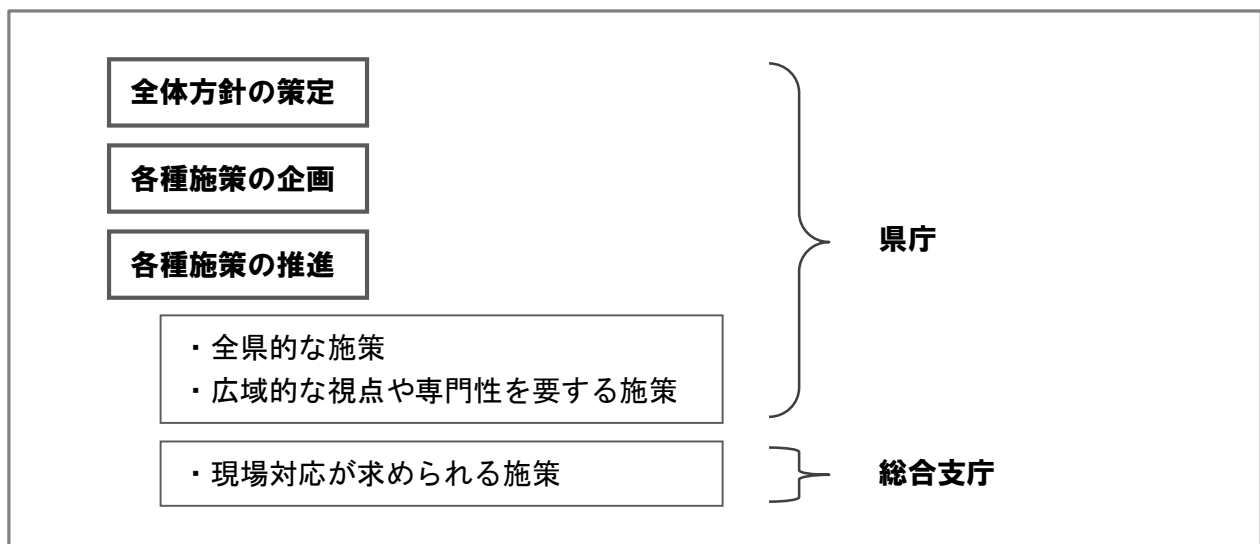 全体方針の策定
各種施策の企画
各種施策の推進
県庁
・全県的な施策
・広域的な視点や専門性を要する施策
・現場対応が求められる施策
総合支庁